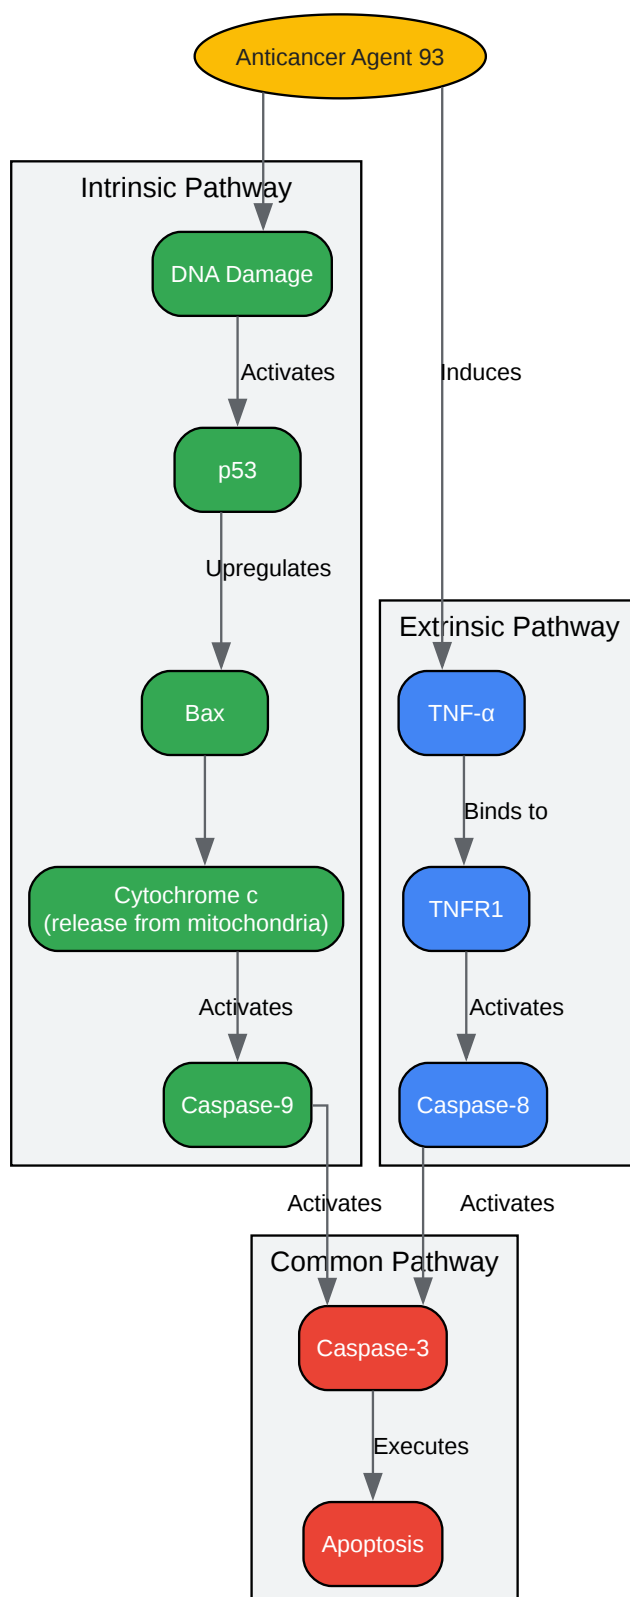 Anticancer Agent 93
Intrinsic Pathway
DNA Damage
Activates
Induces
p53
Upregulates
Extrinsic Pathway
Bax
TNF-α
Binds to
Cytochrome c
(release from mitochondria)
TNFR1
Activates
Activates
Caspase-9
Caspase-8
Activates
Activates
Common Pathway
Caspase-3
Executes
Apoptosis